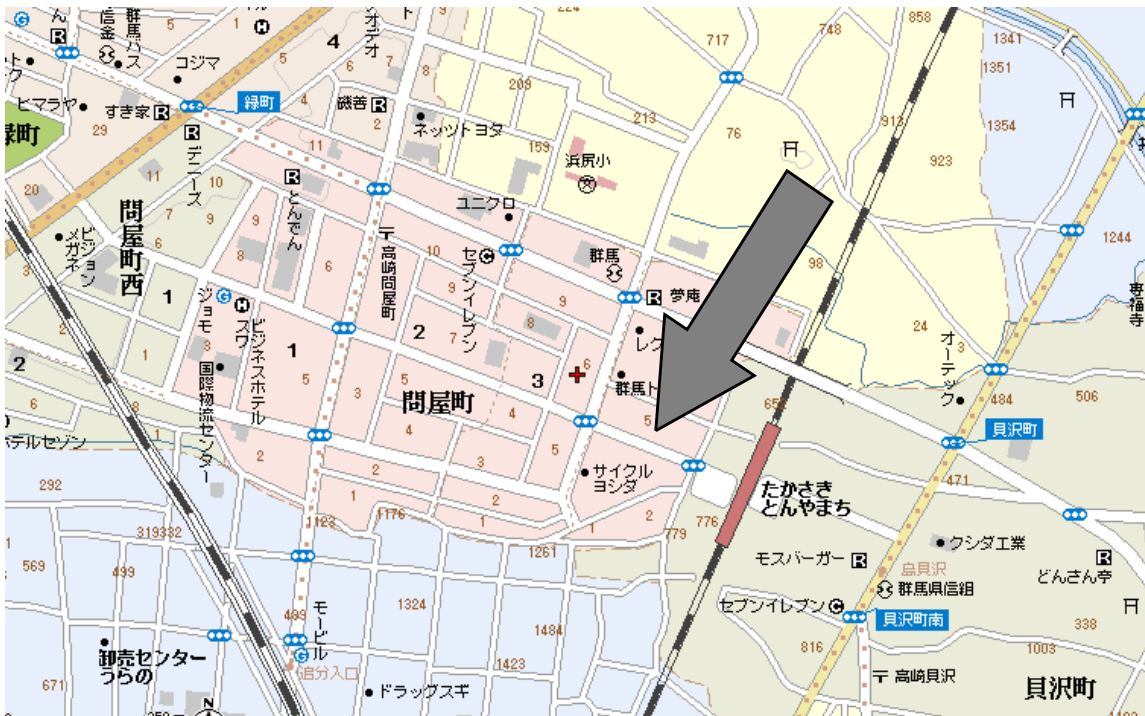 群馬バス
信金
コジマ
ヒマラヤ
すき家
緑町
デニーズ
磯善
ネッツトヨタ
浜尻小
ユニクロ
とんでん
〒高崎問屋町
セブンイレブン
群馬
夢庵
レク
群馬ト
問屋町西
メガネ
ビジョン
ジョモ
スワ
ビジネスホテル
国際物流センター
ホテルセゾン
問屋町
サイクル
ヨシダ
たかさき
とんやまち
オーテック
貝沢町
専福寺
クシダ工業
モスバーガー
島貝沢
群馬県信組
どんさん亭
セブンイレブン
貝沢町南
〒高崎貝沢
貝沢町
モービル
追分入口
卸売センター
うらの
ドラッグスギ
N
4
1
2
3
1
2
717
224
748
858
1341
1351
1354
209
213
159
76
913
923
1244
98
24
3
484
506
471
652
776
779
1261
1176
1123
319332
292
569
499
489
1324
1484
1423
671
816
338
1003